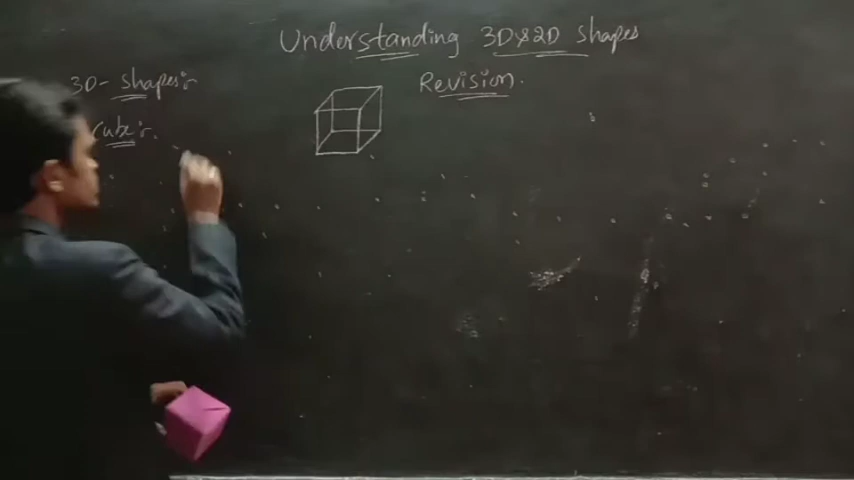 Understanding 3D & 2D shapes
3D- shapes:-
Revision.
cube:-